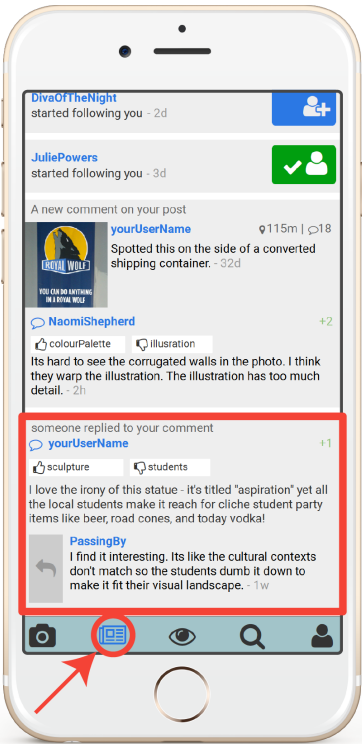 DivaOfTheNight
started following you - 2d
JuliePowers
started following you - 3d
A new comment on your post
yourUserName 115m | 18
Spotted this on the side of a converted
shipping container. - 32d
ROYAL WOLF
YOU CAN DO ANYTHING
IN A ROYAL WOLF
NaomiShepherd +2
colourPalette illusration
Its hard to see the corrugated walls in the photo. I think
they warp the illustration. The illustration has too much
detail. - 2h
someone replied to your comment
yourUserName +1
sculpture students
I love the irony of this statue - it's titled "aspiration" yet all
the local students make it reach for cliche student party
items like beer, road cones, and today vodka!
PassingBy
I find it interesting. Its like the cultural contexts
don't match so the students dumb it down to
make it fit their visual landscape. - 1w